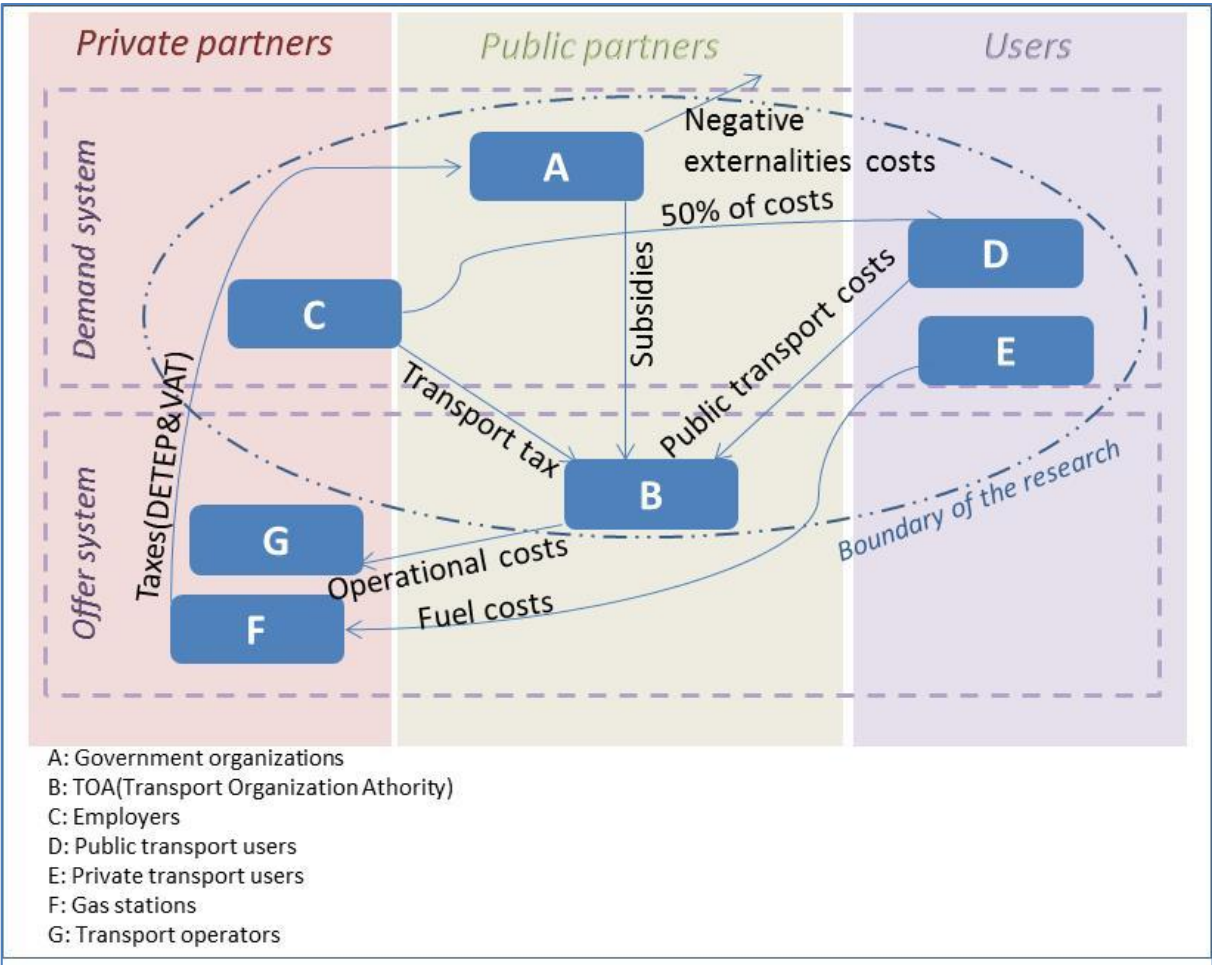 Private partners
Public partners
Users
Demand system
Offer system
A
Negative
externalities costs
50% of costs
D
C
Subsidies
Public transport costs
E
Transport tax
Taxes(DETEP&VAT)
B
Boundary of the research
G
Operational costs
F
Fuel costs
A: Government organizations
B: TOA(Transport Organization Athority)
C: Employers
D: Public transport users
E: Private transport users
F: Gas stations
G: Transport operators